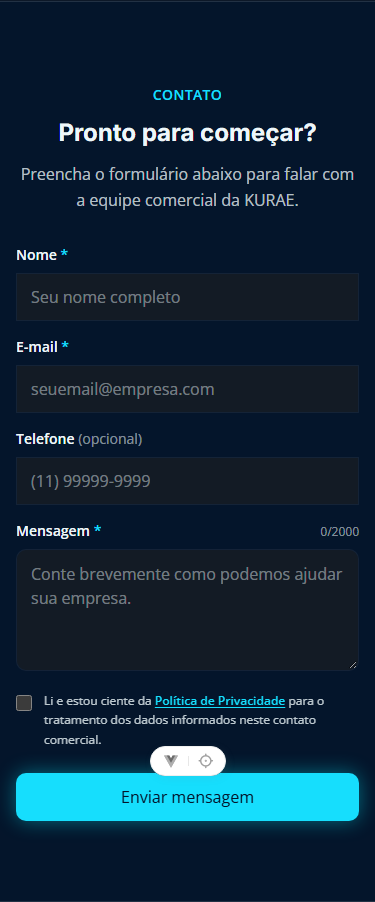 CONTATO
Pronto para começar?
Preencha o formulário abaixo para falar com
a equipe comercial da KURAE.
Nome *
Seu nome completo
E-mail *
seuemail@empresa.com
Telefone (opcional)
(11) 99999-9999
Mensagem * 0/2000
Conte brevemente como podemos ajudar
sua empresa.
Li e estou ciente da Política de Privacidade para o
tratamento dos dados informados neste contato
comercial.
Enviar mensagem